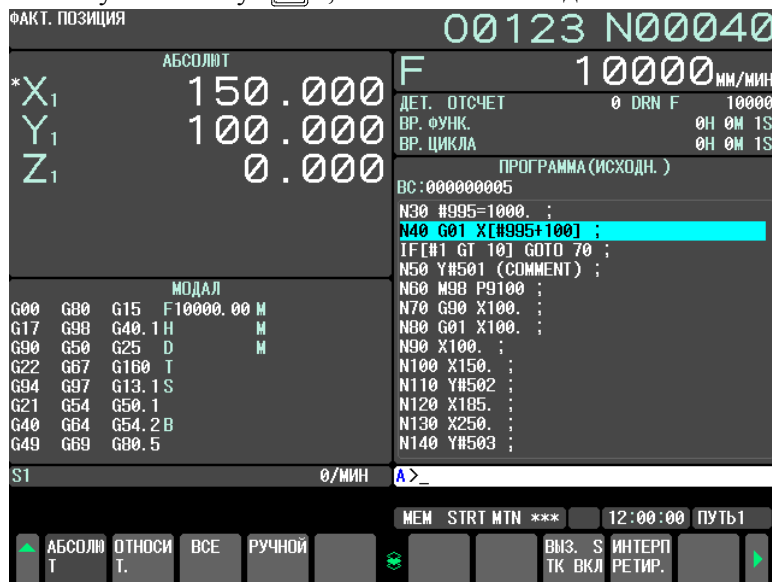 ФАКТ. ПОЗИЦИЯ
O0123 N00040
АБСОЛЮТ
*X1 150.000
Y1 100.000
Z1 0.000
F 10000 ММ/МИН
ДЕТ. ОТСЧЕТ 0 DRN F 10000
ВР. ФУНК. 0H 0M 1S
ВР. ЦИКЛА 0H 0M 1S
ПРОГРАММА(ИСХОДН. )
BC:000000005
N30 #995=1000. ;
N40 G01 X[#995+100] ;
IF[#1 GT 10] GOTO 70 ;
N50 Y#501 (COMMENT) ;
N60 M98 P9100 ;
N70 G90 X100. ;
N80 G01 X100. ;
N90 X100. ;
N100 X150. ;
N110 Y#502 ;
N120 X185. ;
N130 X250. ;
N140 Y#503 ;
МОДАЛ
G00 G80 G15 F10000.00 M
G17 G98 G40.1 H M
G90 G50 G25 D M
G22 G67 G160 T
G94 G97 G13.1 S
G21 G54 G50.1
G40 G64 G54.2 B
G49 G69 G80.5
S1 0/МИН
A>_
MEM STRT MTN *** 12:00:00 ПУТЬ1
АБСОЛЮ ОТНОСИ ВСЕ РУЧНОЙ ВЫЗ. S ИНТЕРП
Т Т. ТК ВКЛ РЕТИР.